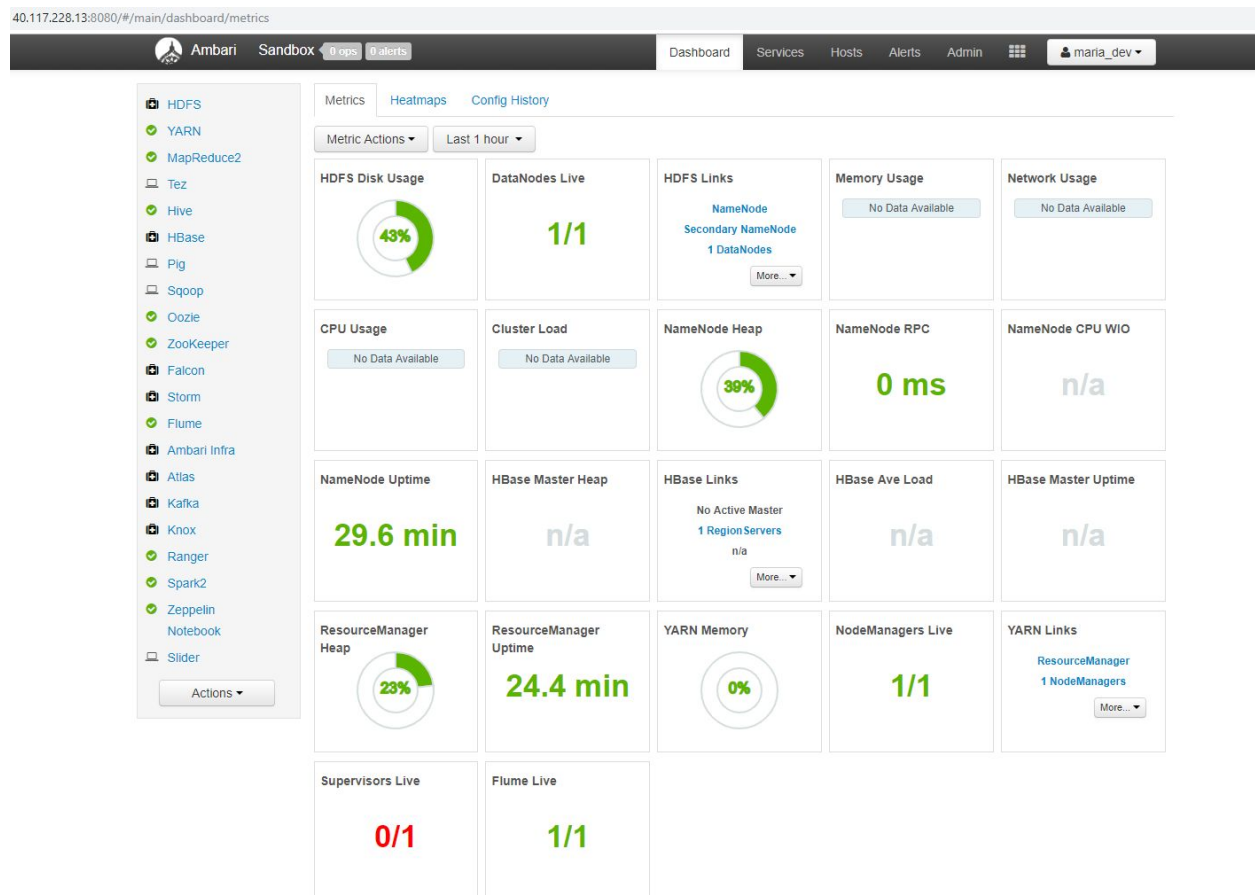 40.117.228.13:8080/#/main/dashboard/metrics
Ambari Sandbox 0 ops 0 alerts Dashboard Services Hosts Alerts Admin maria_dev
HDFS
YARN
MapReduce2
Tez
Hive
HBase
Pig
Sqoop
Oozie
ZooKeeper
Falcon
Storm
Flume
Ambari Infra
Atlas
Kafka
Knox
Ranger
Spark2
Zeppelin
Notebook
Slider
Actions
Metrics Heatmaps Config History
Metric Actions Last 1 hour
HDFS Disk Usage
43%
DataNodes Live
1/1
HDFS Links
NameNode
Secondary NameNode
1 DataNodes
More...
Memory Usage
No Data Available
Network Usage
No Data Available
CPU Usage
No Data Available
Cluster Load
No Data Available
NameNode Heap
39%
NameNode RPC
0 ms
NameNode CPU WIO
n/a
NameNode Uptime
29.6 min
HBase Master Heap
n/a
HBase Links
No Active Master
1 RegionServers
n/a
More...
HBase Ave Load
n/a
HBase Master Uptime
n/a
ResourceManager
Heap
23%
ResourceManager
Uptime
24.4 min
YARN Memory
0%
NodeManagers Live
1/1
YARN Links
ResourceManager
1 NodeManagers
More...
Supervisors Live
0/1
Flume Live
1/1